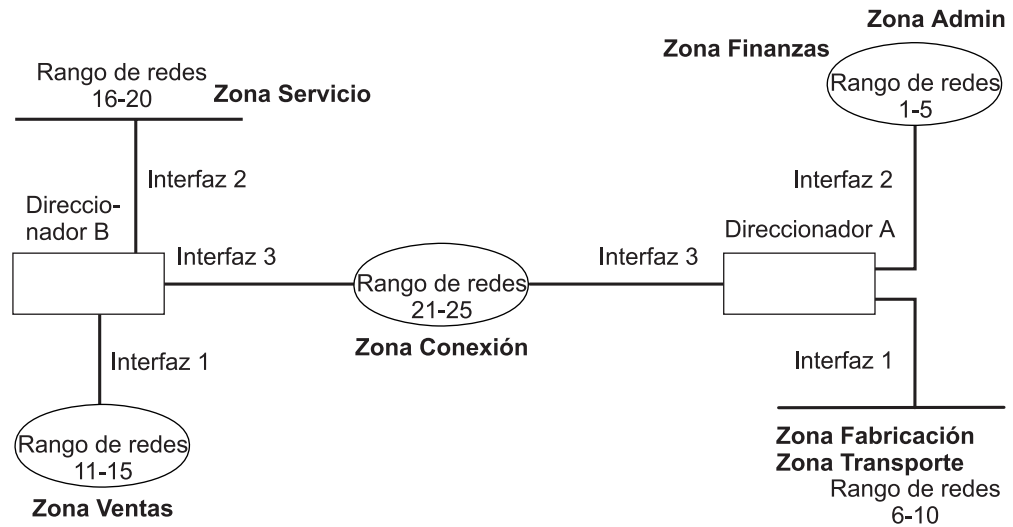 Zona Admin
Zona Finanzas
Rango de redes
1-5
Rango de redes
16-20
Zona Servicio
Interfaz 2
Interfaz 2
Direccio-
nador B
Direccionador A
Interfaz 3
Interfaz 3
Rango de redes
21-25
Zona Conexión
Interfaz 1
Interfaz 1
Rango de redes
11-15
Zona Ventas
Zona Fabricación
Zona Transporte
Rango de redes
6-10